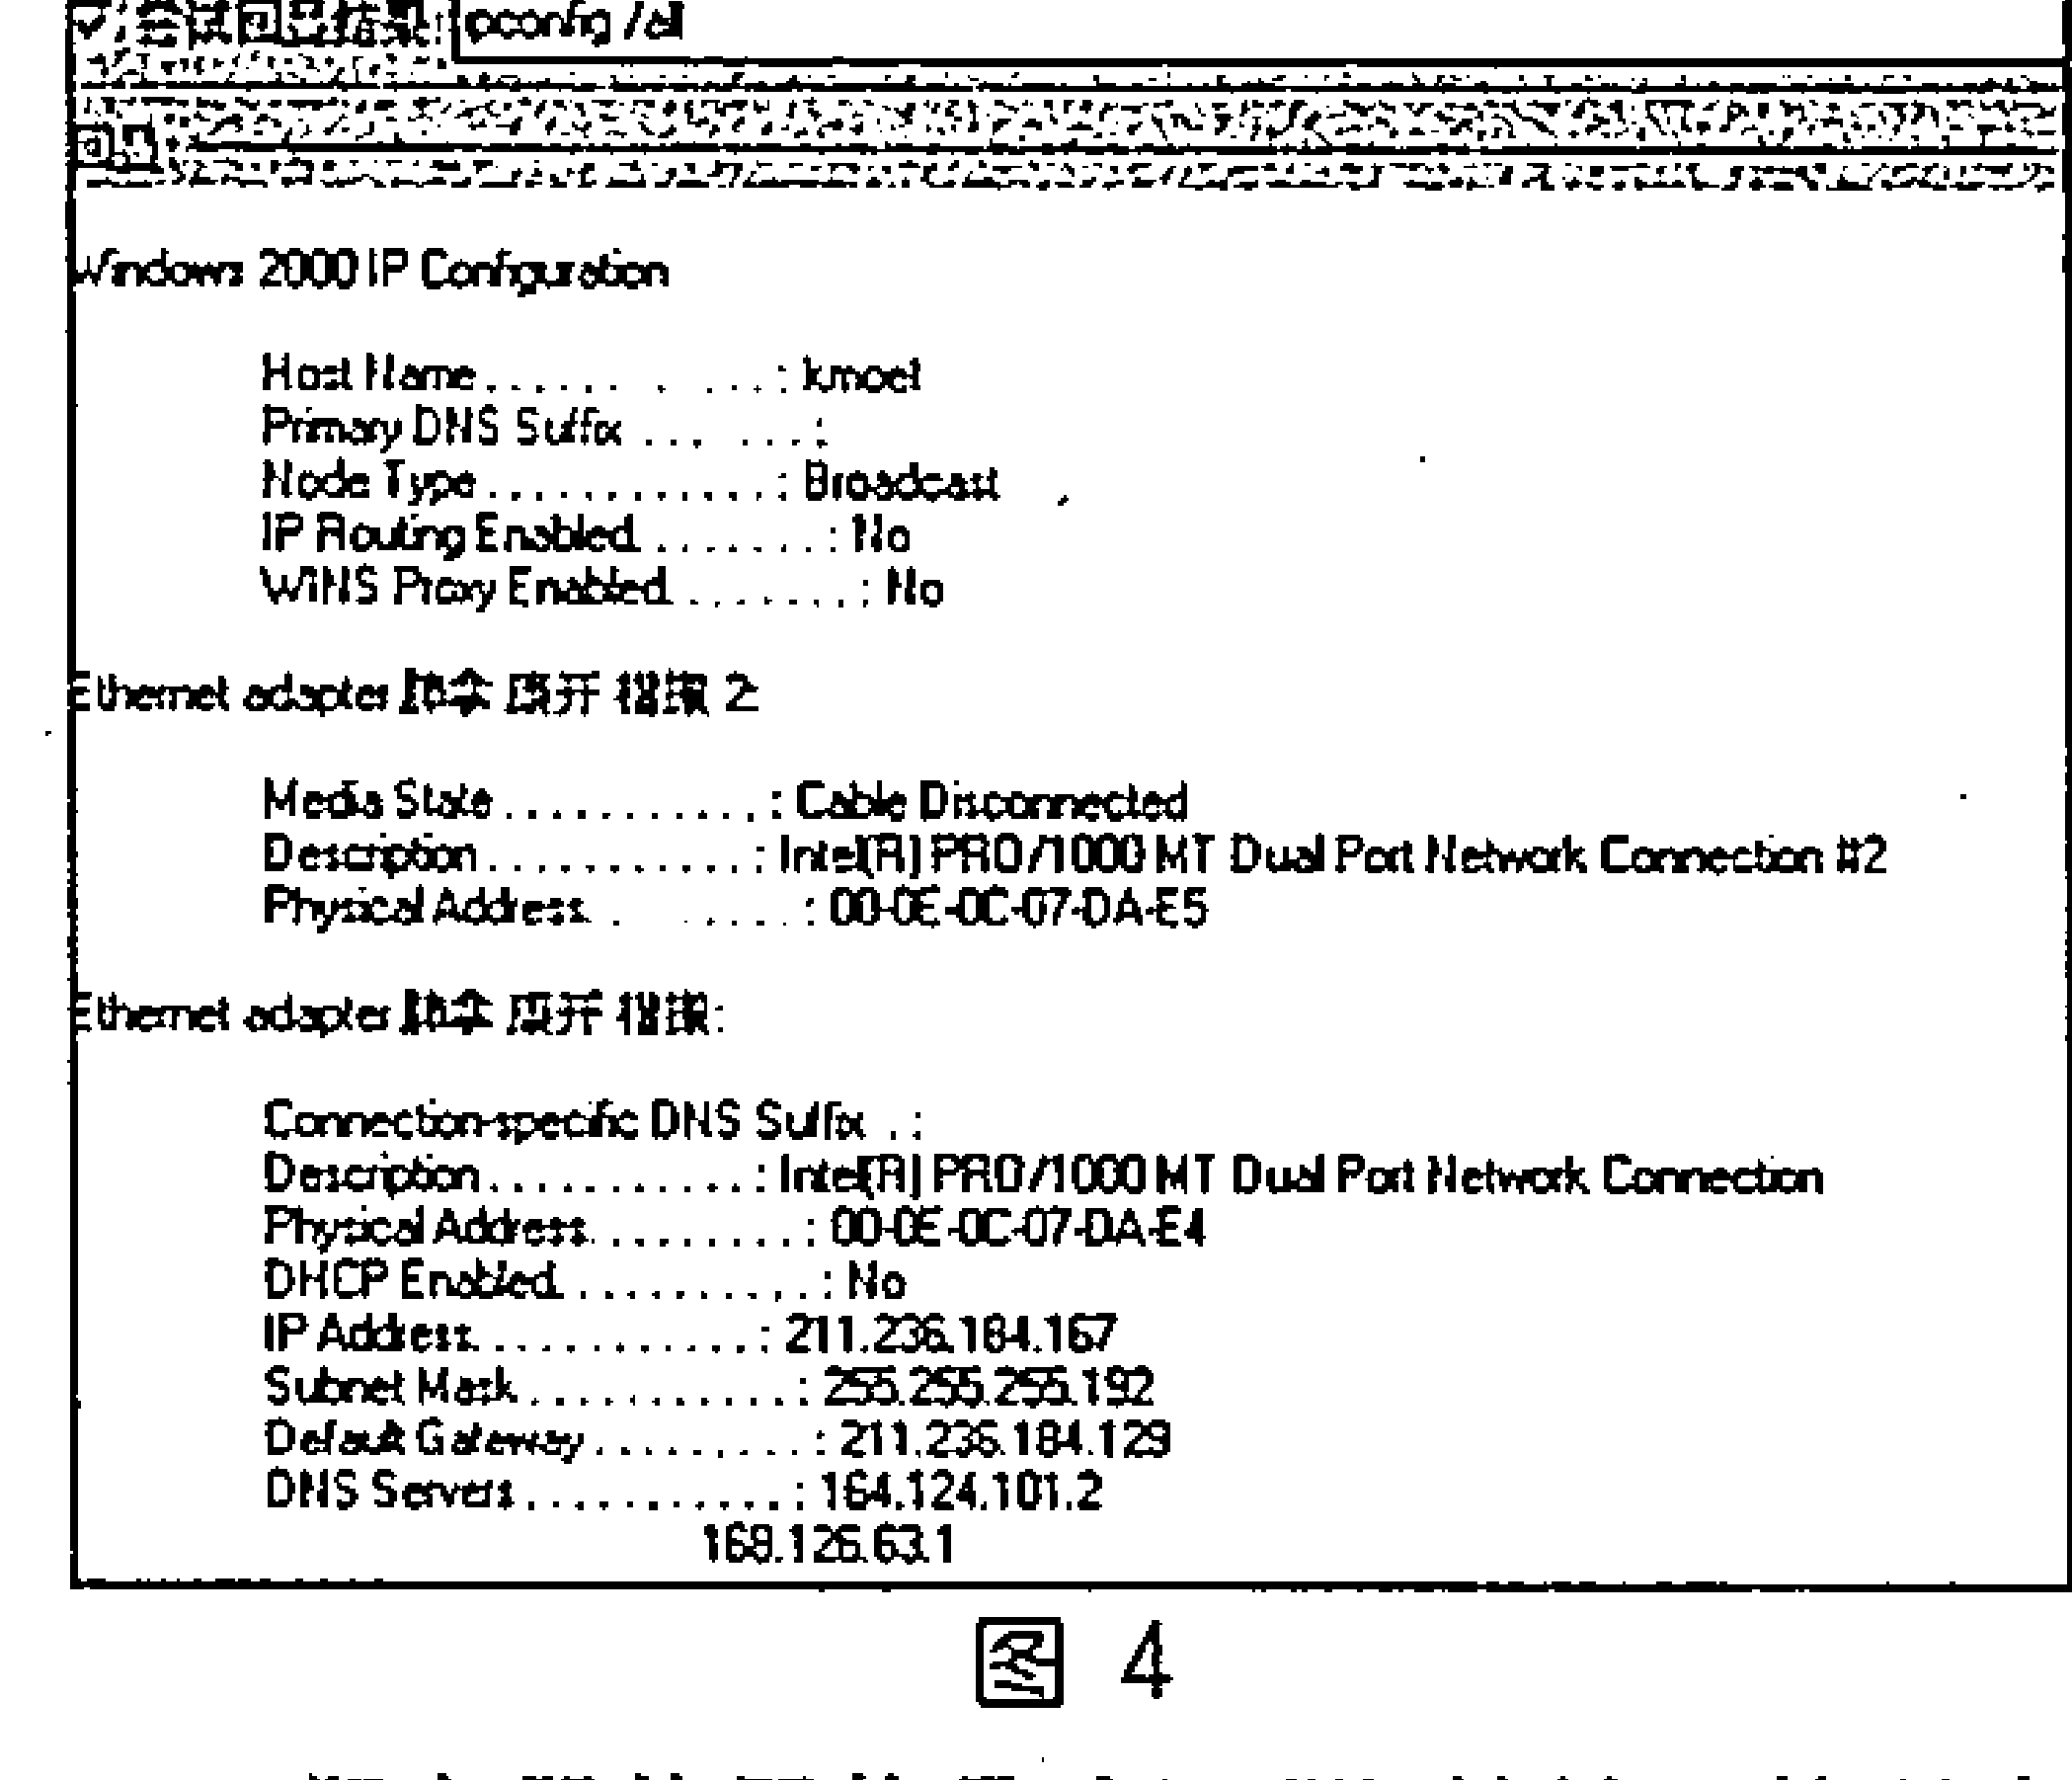 ipconfig /all
Windows 2000 IP Configuration
Host Name . . . . . . . . . . : kmoet
Primary DNS Suffix . . . . . . :
Node Type . . . . . . . . . . . . : Broadcast
IP Routing Enabled. . . . . . . . : No
WINS Proxy Enabled. . . . . . . . : No
Ethernet adapter 2:
Media State . . . . . . . . . . . : Cable Disconnected
Description . . . . . . . . . . . : Intel(R) PRO/1000 MT Dual Port Network Connection #2
Physical Address. . . . . . : 00-0E-0C-07-DA-E5
Ethernet adapter :
Connection-specific DNS Suffix . :
Description . . . . . . . . . . . : Intel(R) PRO/1000 MT Dual Port Network Connection
Physical Address. . . . . . . . . : 00-0E-0C-07-DA-E4
DHCP Enabled. . . . . . . . . . . : No
IP Address. . . . . . . . . . . . : 211.236.184.167
Subnet Mask . . . . . . . . . . . : 255.255.255.192
Default Gateway . . . . . . . . . : 211.236.184.129
DNS Servers . . . . . . . . . . . : 164.124.101.2
168.126.63.1
图 4